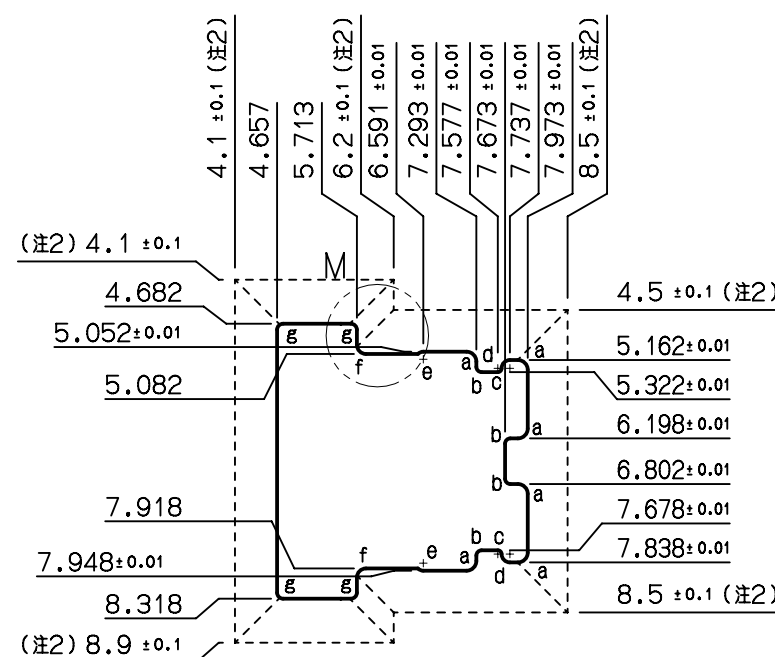 4.1 ±0.1 (注2)
4.657
5.713
6.2 ±0.1 (注2)
6.591 ±0.01
7.293 ±0.01
7.577 ±0.01
7.673 ±0.01
7.737 ±0.01
7.973 ±0.01
8.5 ±0.1 (注2)
(注2) 4.1 ±0.1
M
4.682
4.5 ±0.1 (注2)
5.052±0.01
g g d a
5.162±0.01
f e a b c
5.082
5.322±0.01
b a
6.198±0.01
b a
6.802±0.01
7.918
7.678±0.01
f e a b c
7.948±0.01
7.838±0.01
g g d a
8.318
8.5 ±0.1 (注2)
(注2) 8.9 ±0.1